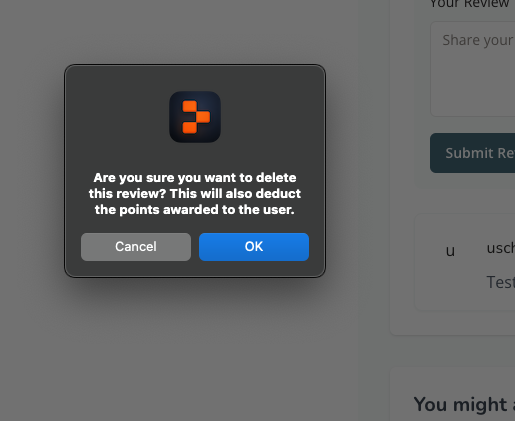 Your Review
Share your
Submit Re
Are you sure you want to delete
this review? This will also deduct
the points awarded to the user.
Cancel
OK
u
usch
Test
You might a